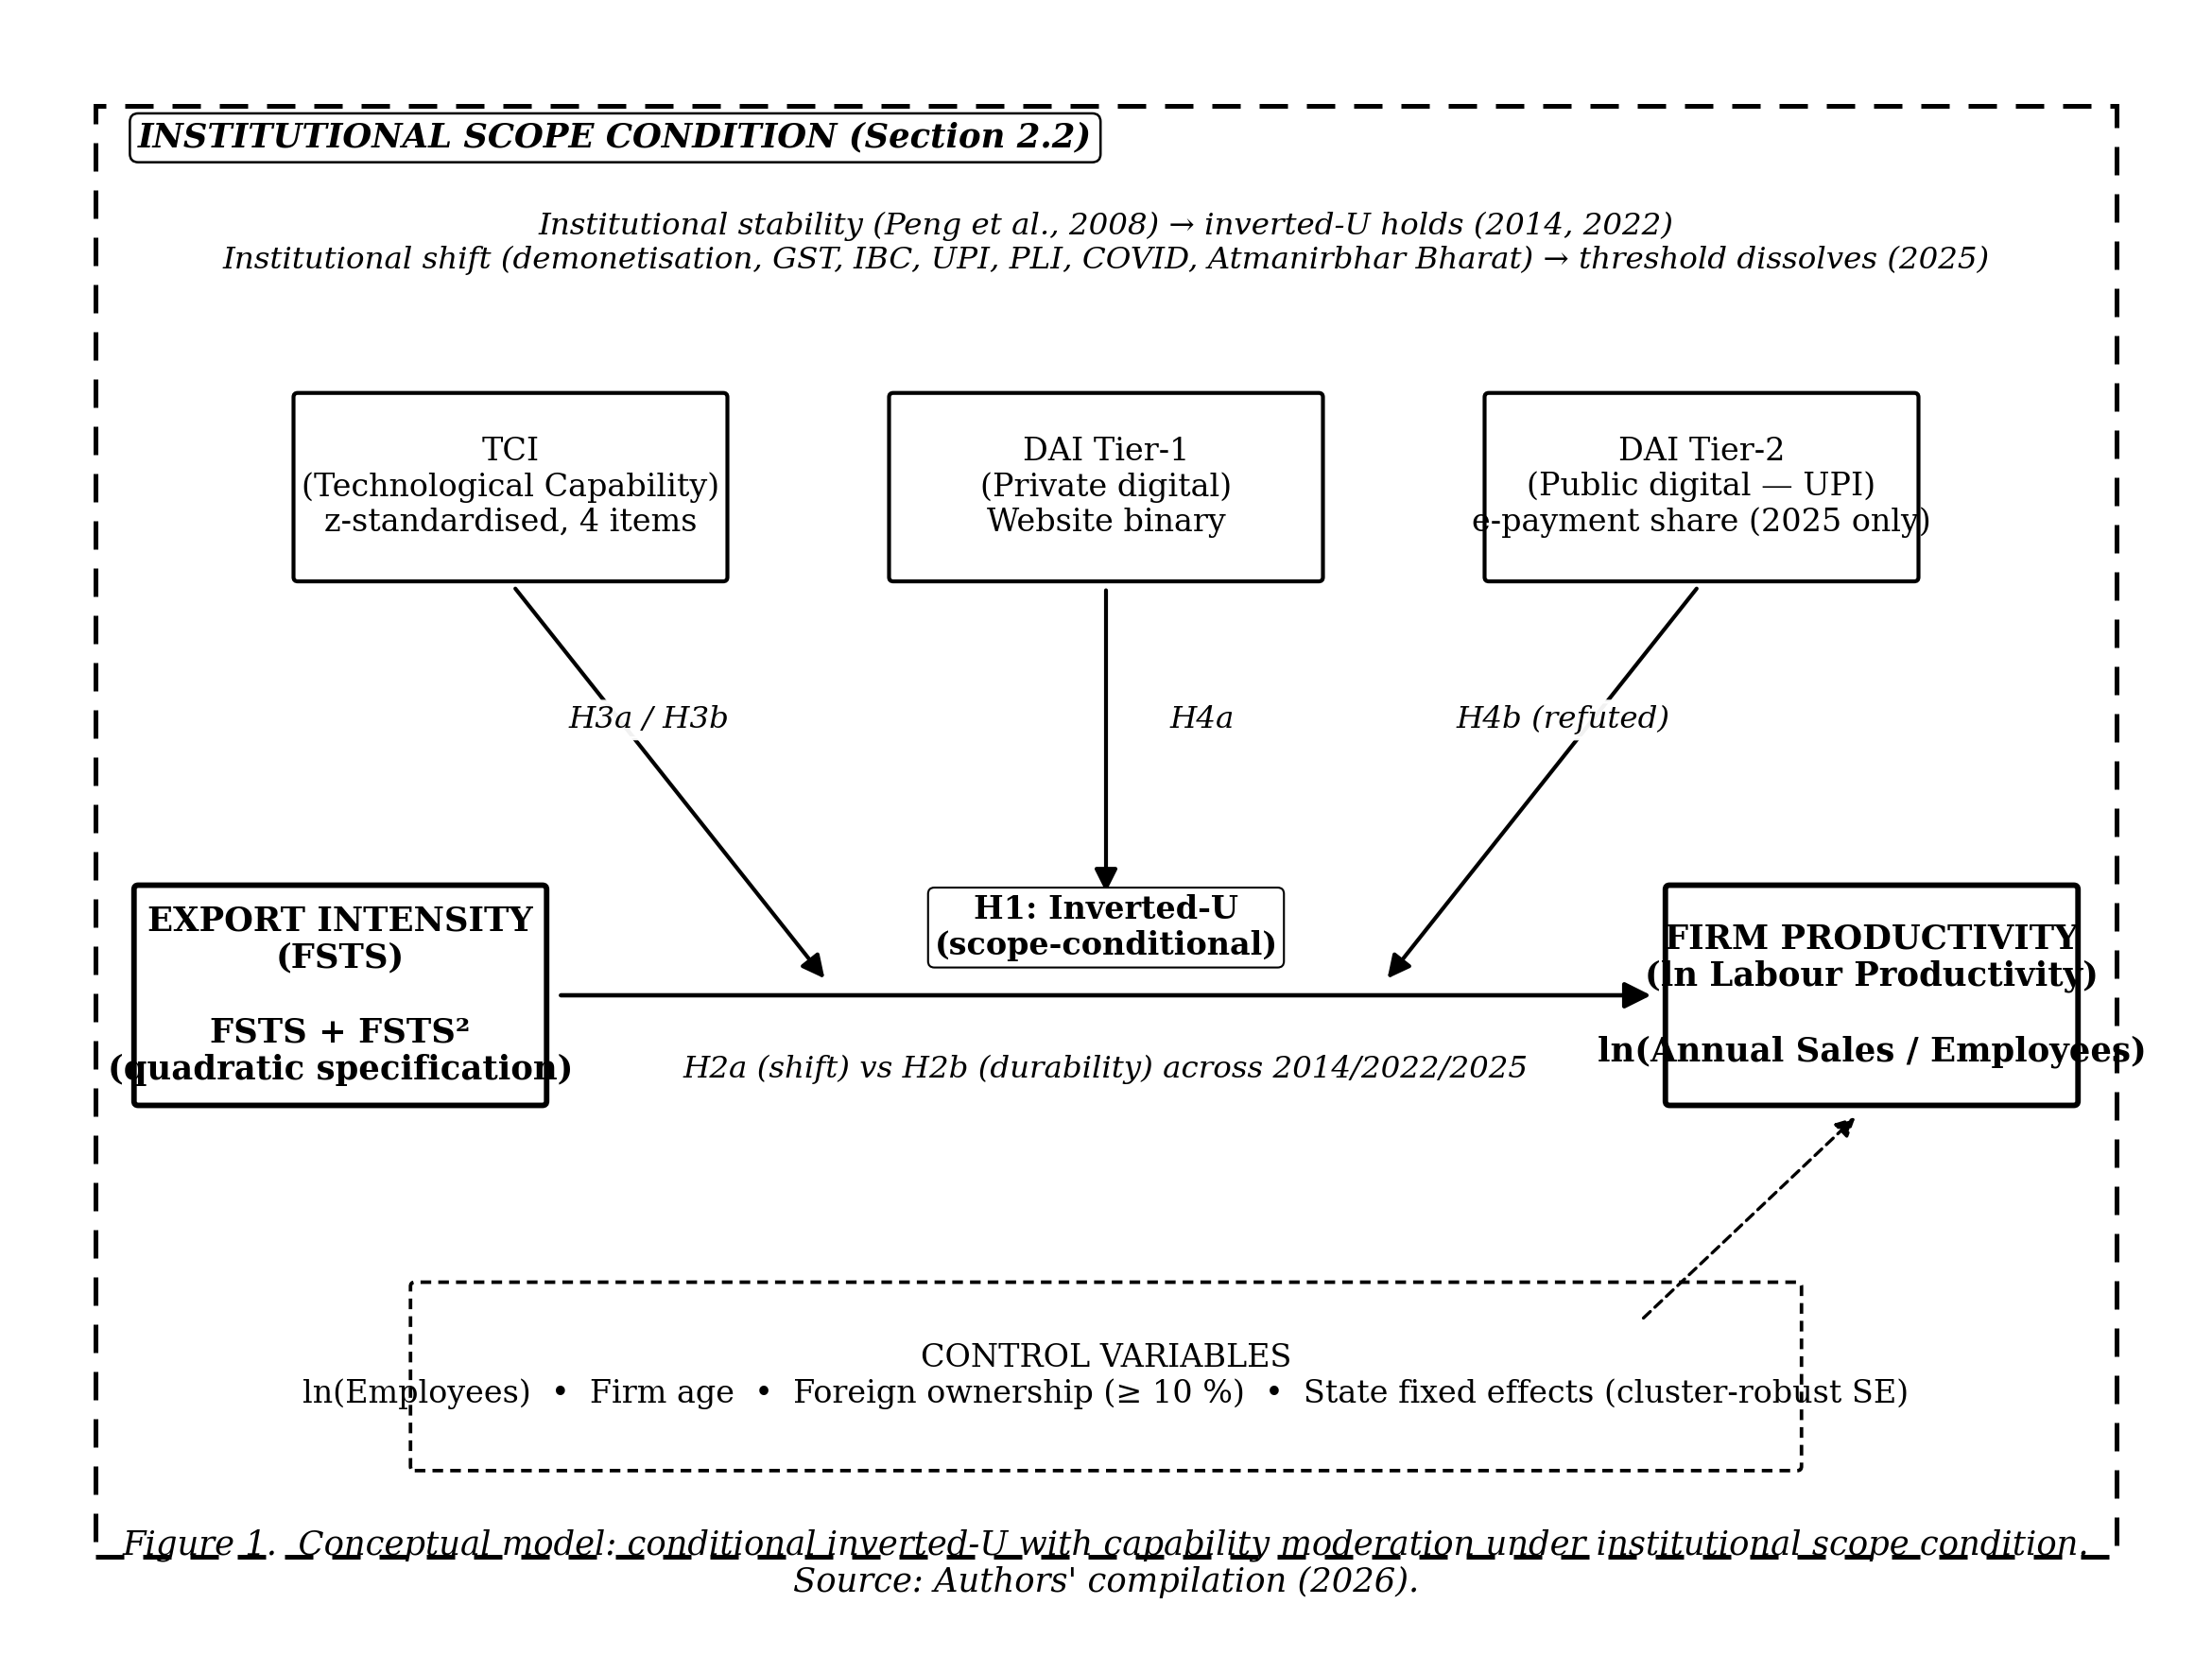 INSTITUTIONAL SCOPE CONDITION (Section 2.2)
Institutional stability (Peng et al., 2008) → inverted-U holds (2014, 2022)
Institutional shift (demonetisation, GST, IBC, UPI, PLI, COVID, Atmanirbhar Bharat) → threshold dissolves (2025)
TCI
(Technological Capability)
z-standardised, 4 items
DAI Tier-1
(Private digital)
Website binary
DAI Tier-2
(Public digital — UPI)
e-payment share (2025 only)
H3a / H3b
H4a
H4b (refuted)
EXPORT INTENSITY
(FSTS)
FSTS + FSTS²
(quadratic specification)
H1: Inverted-U
(scope-conditional)
H2a (shift) vs H2b (durability) across 2014/2022/2025
FIRM PRODUCTIVITY
(ln Labour Productivity)
ln(Annual Sales / Employees)
CONTROL VARIABLES
ln(Employees) • Firm age • Foreign ownership (≥ 10 %) • State fixed effects (cluster-robust SE)
Figure 1. Conceptual model: conditional inverted-U with capability moderation under institutional scope condition.
Source: Authors' compilation (2026).